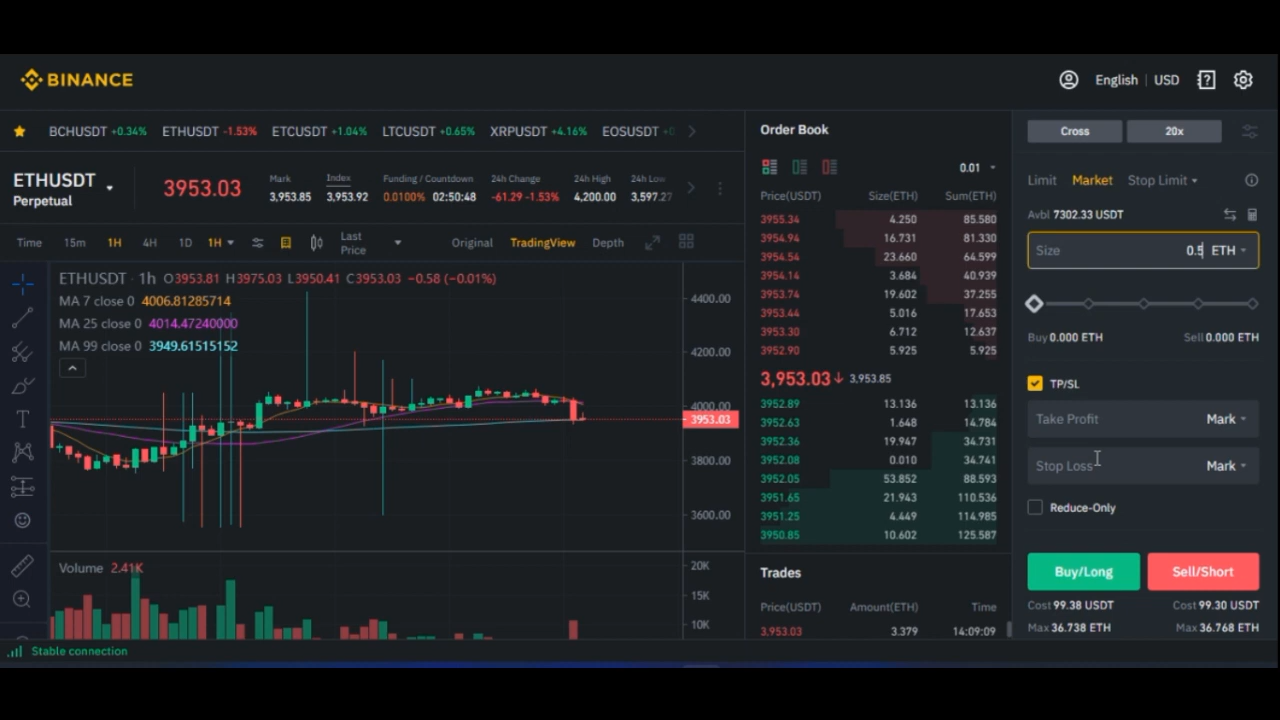 BINANCE
English | USD
BCHUSDT +0.34% ETHUSDT -1.53% ETCUSDT +1.04% LTCUSDT +0.65% XRPUSDT +4.16% EOSUSDT
ETHUSDT
Perpetual
3953.03
Mark
3,953.85
Index
3,953.92
Funding / Countdown
0.0100% 02:50:48
24h Change
-61.29 -1.53%
24h High
4,200.00
24h Low
3,597.27
Time 15m 1H 4H 1D 1H Last Price Original TradingView Depth
ETHUSDT · 1h O3953.81 H3975.03 L3950.41 C3953.03 −0.58 (−0.01%)
MA 7 close 0 4006.81285714
MA 25 close 0 4014.47240000
MA 99 close 0 3949.61515152
4400.00
4200.00
4000.00
3953.03
3800.00
3600.00
Volume 2.41K
20K
15K
10K
Order Book
0.01
Price(USDT) Size(ETH) Sum(ETH)
3955.34 4.250 85.580
3954.94 16.731 81.330
3954.54 23.660 64.599
3954.14 3.684 40.939
3953.74 19.602 37.255
3953.44 5.016 17.653
3953.30 6.712 12.637
3952.90 5.925 5.925
3,953.03↓ 3,953.85
3952.89 13.136 13.136
3952.63 1.648 14.784
3952.36 19.947 34.731
3952.08 0.010 34.741
3952.05 53.852 88.593
3951.65 21.943 110.536
3951.25 4.449 114.985
3950.85 10.602 125.587
Trades
Price(USDT) Amount(ETH) Time
3,953.03 3.379 14:09:09
Cross 20x
Limit Market Stop Limit
Avbl 7302.33 USDT
Size 0.5 ETH
Buy 0.000 ETH Sell 0.000 ETH
TP/SL
Take Profit Mark
Stop Loss Mark
Reduce-Only
Buy/Long Sell/Short
Cost 99.38 USDT Cost 99.30 USDT
Max 36.738 ETH Max 36.768 ETH
Stable connection